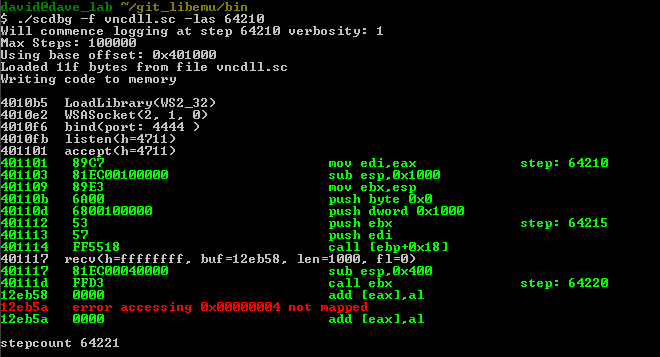 david@dave_lab ~/git_libemu/bin
$ ./scdbg -f vncdll.sc -las 64210
Will commence logging at step 64210 verbosity: 1
Max Steps: 100000
Using base offset: 0x401000
Loaded 11f bytes from file vncdll.sc
Writing code to memory
4010b5 LoadLibrary(WS2_32)
4010e2 WSASocket(2, 1, 0)
4010f6 bind(port: 4444 )
4010fb listen(h=4711)
401101 accept(h=4711)
401101 89C7 mov edi,eax step: 64210
401103 81EC00100000 sub esp,0x1000
401109 89E3 mov ebx,esp
40110b 6A00 push byte 0x0
40110d 6800100000 push dword 0x1000
401112 53 push ebx step: 64215
401113 57 push edi
401114 FF5518 call [ebp+0x18]
401117 recv(h=ffffffff, buf=12eb58, len=1000, fl=0)
401117 81EC00040000 sub esp,0x400
40111d FFD3 call ebx step: 64220
12eb58 0000 add [eax],al
12eb5a error accessing 0x00000004 not mapped
12eb5a 0000 add [eax],al
stepcount 64221